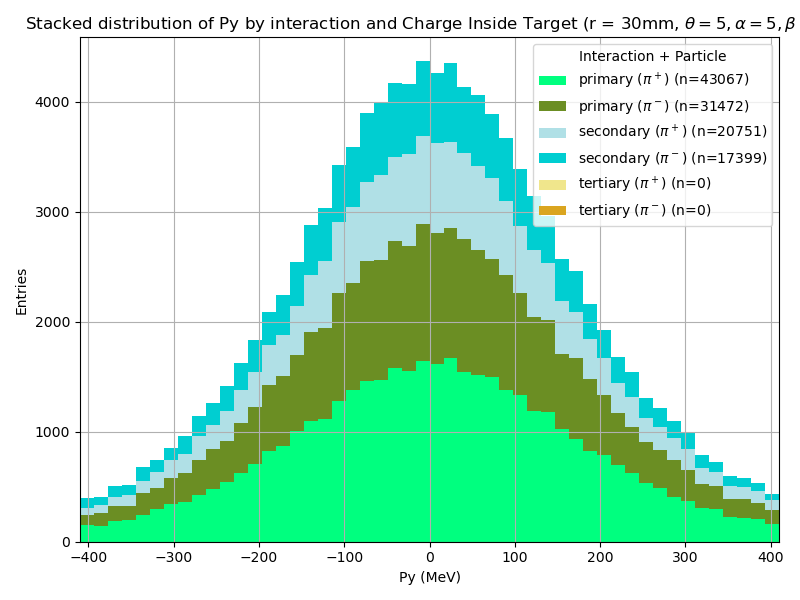 Stacked distribution of Py by interaction and Charge Inside Target (r = 30mm, θ = 5, α = 5, β
Interaction + Particle
primary (π⁺) (n=43067)
primary (π⁻) (n=31472)
secondary (π⁺) (n=20751)
secondary (π⁻) (n=17399)
tertiary (π⁺) (n=0)
tertiary (π⁻) (n=0)
Entries
4000
3000
2000
1000
0
−400 −300 −200 −100 0 100 200 300 400
Py (MeV)